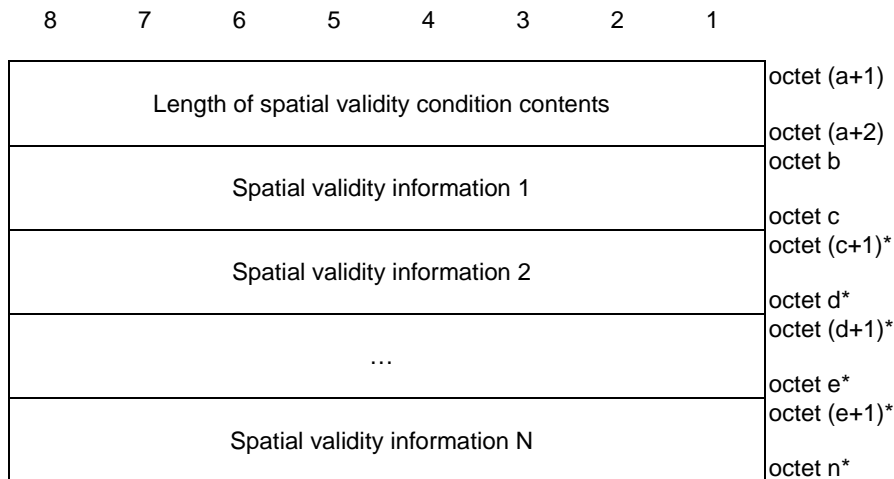 8 7 6 5 4 3 2 1
octet (a+1)
Length of spatial validity condition contents
octet (a+2)
octet b
Spatial validity information 1
octet c
octet (c+1)*
Spatial validity information 2
octet d*
octet (d+1)*
…
octet e*
octet (e+1)*
Spatial validity information N
octet n*